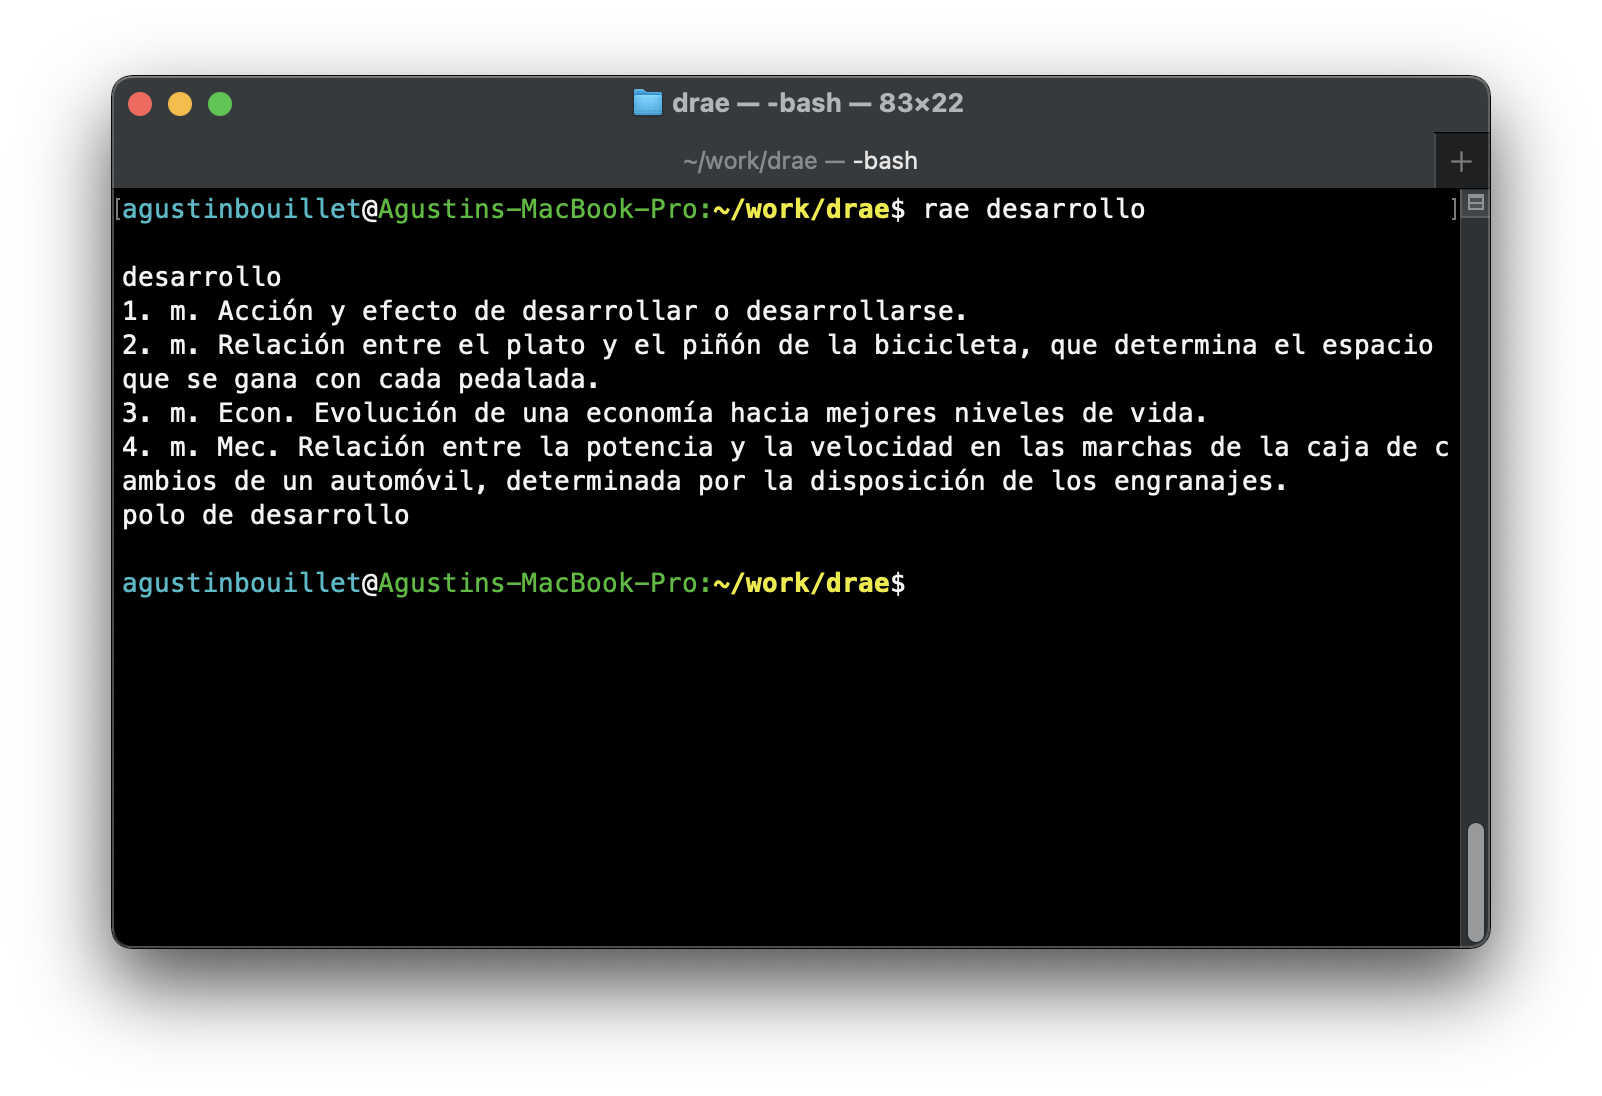 drae — -bash — 83×22
~/work/drae — -bash
agustinbouillet@Agustins-MacBook-Pro:~/work/drae$ rae desarrollo
desarrollo
1. m. Acción y efecto de desarrollar o desarrollarse.
2. m. Relación entre el plato y el piñón de la bicicleta, que determina el espacio
que se gana con cada pedalada.
3. m. Econ. Evolución de una economía hacia mejores niveles de vida.
4. m. Mec. Relación entre la potencia y la velocidad en las marchas de la caja de c
ambios de un automóvil, determinada por la disposición de los engranajes.
polo de desarrollo
agustinbouillet@Agustins-MacBook-Pro:~/work/drae$